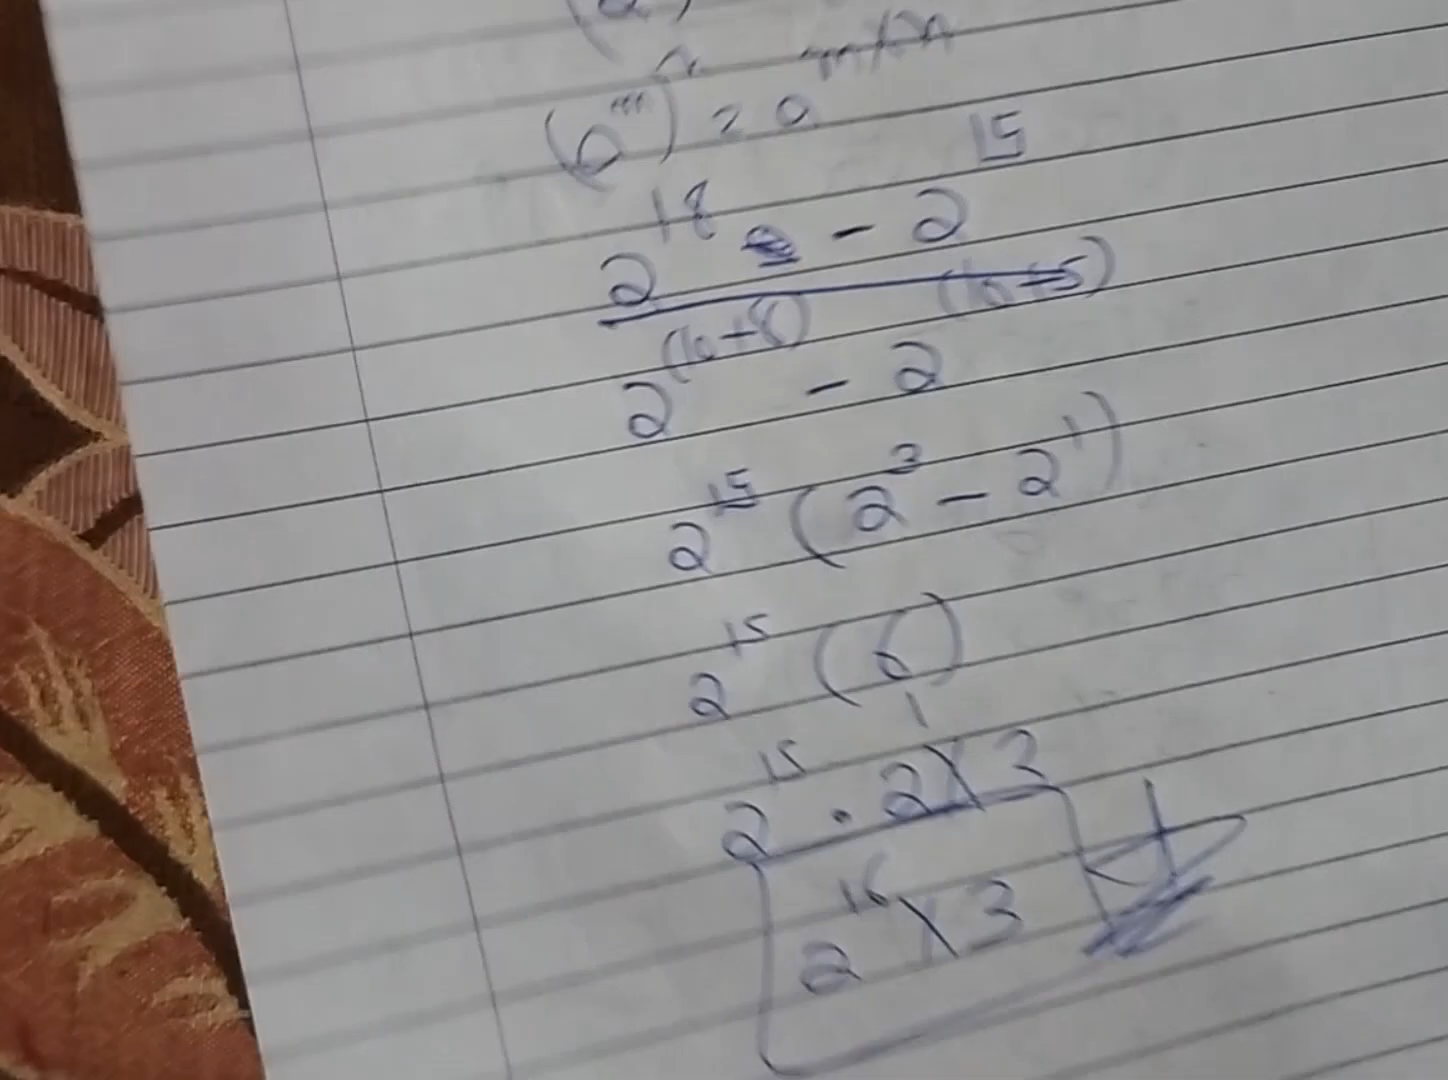 (a^m)^n = a^m×n
2^18 - 2^15
2^(10+8) - 2^(10+5)
2^15 (2^3 - 2^1)
2^15 (6)
2^15 · 2^1 × 3
2^16 × 3